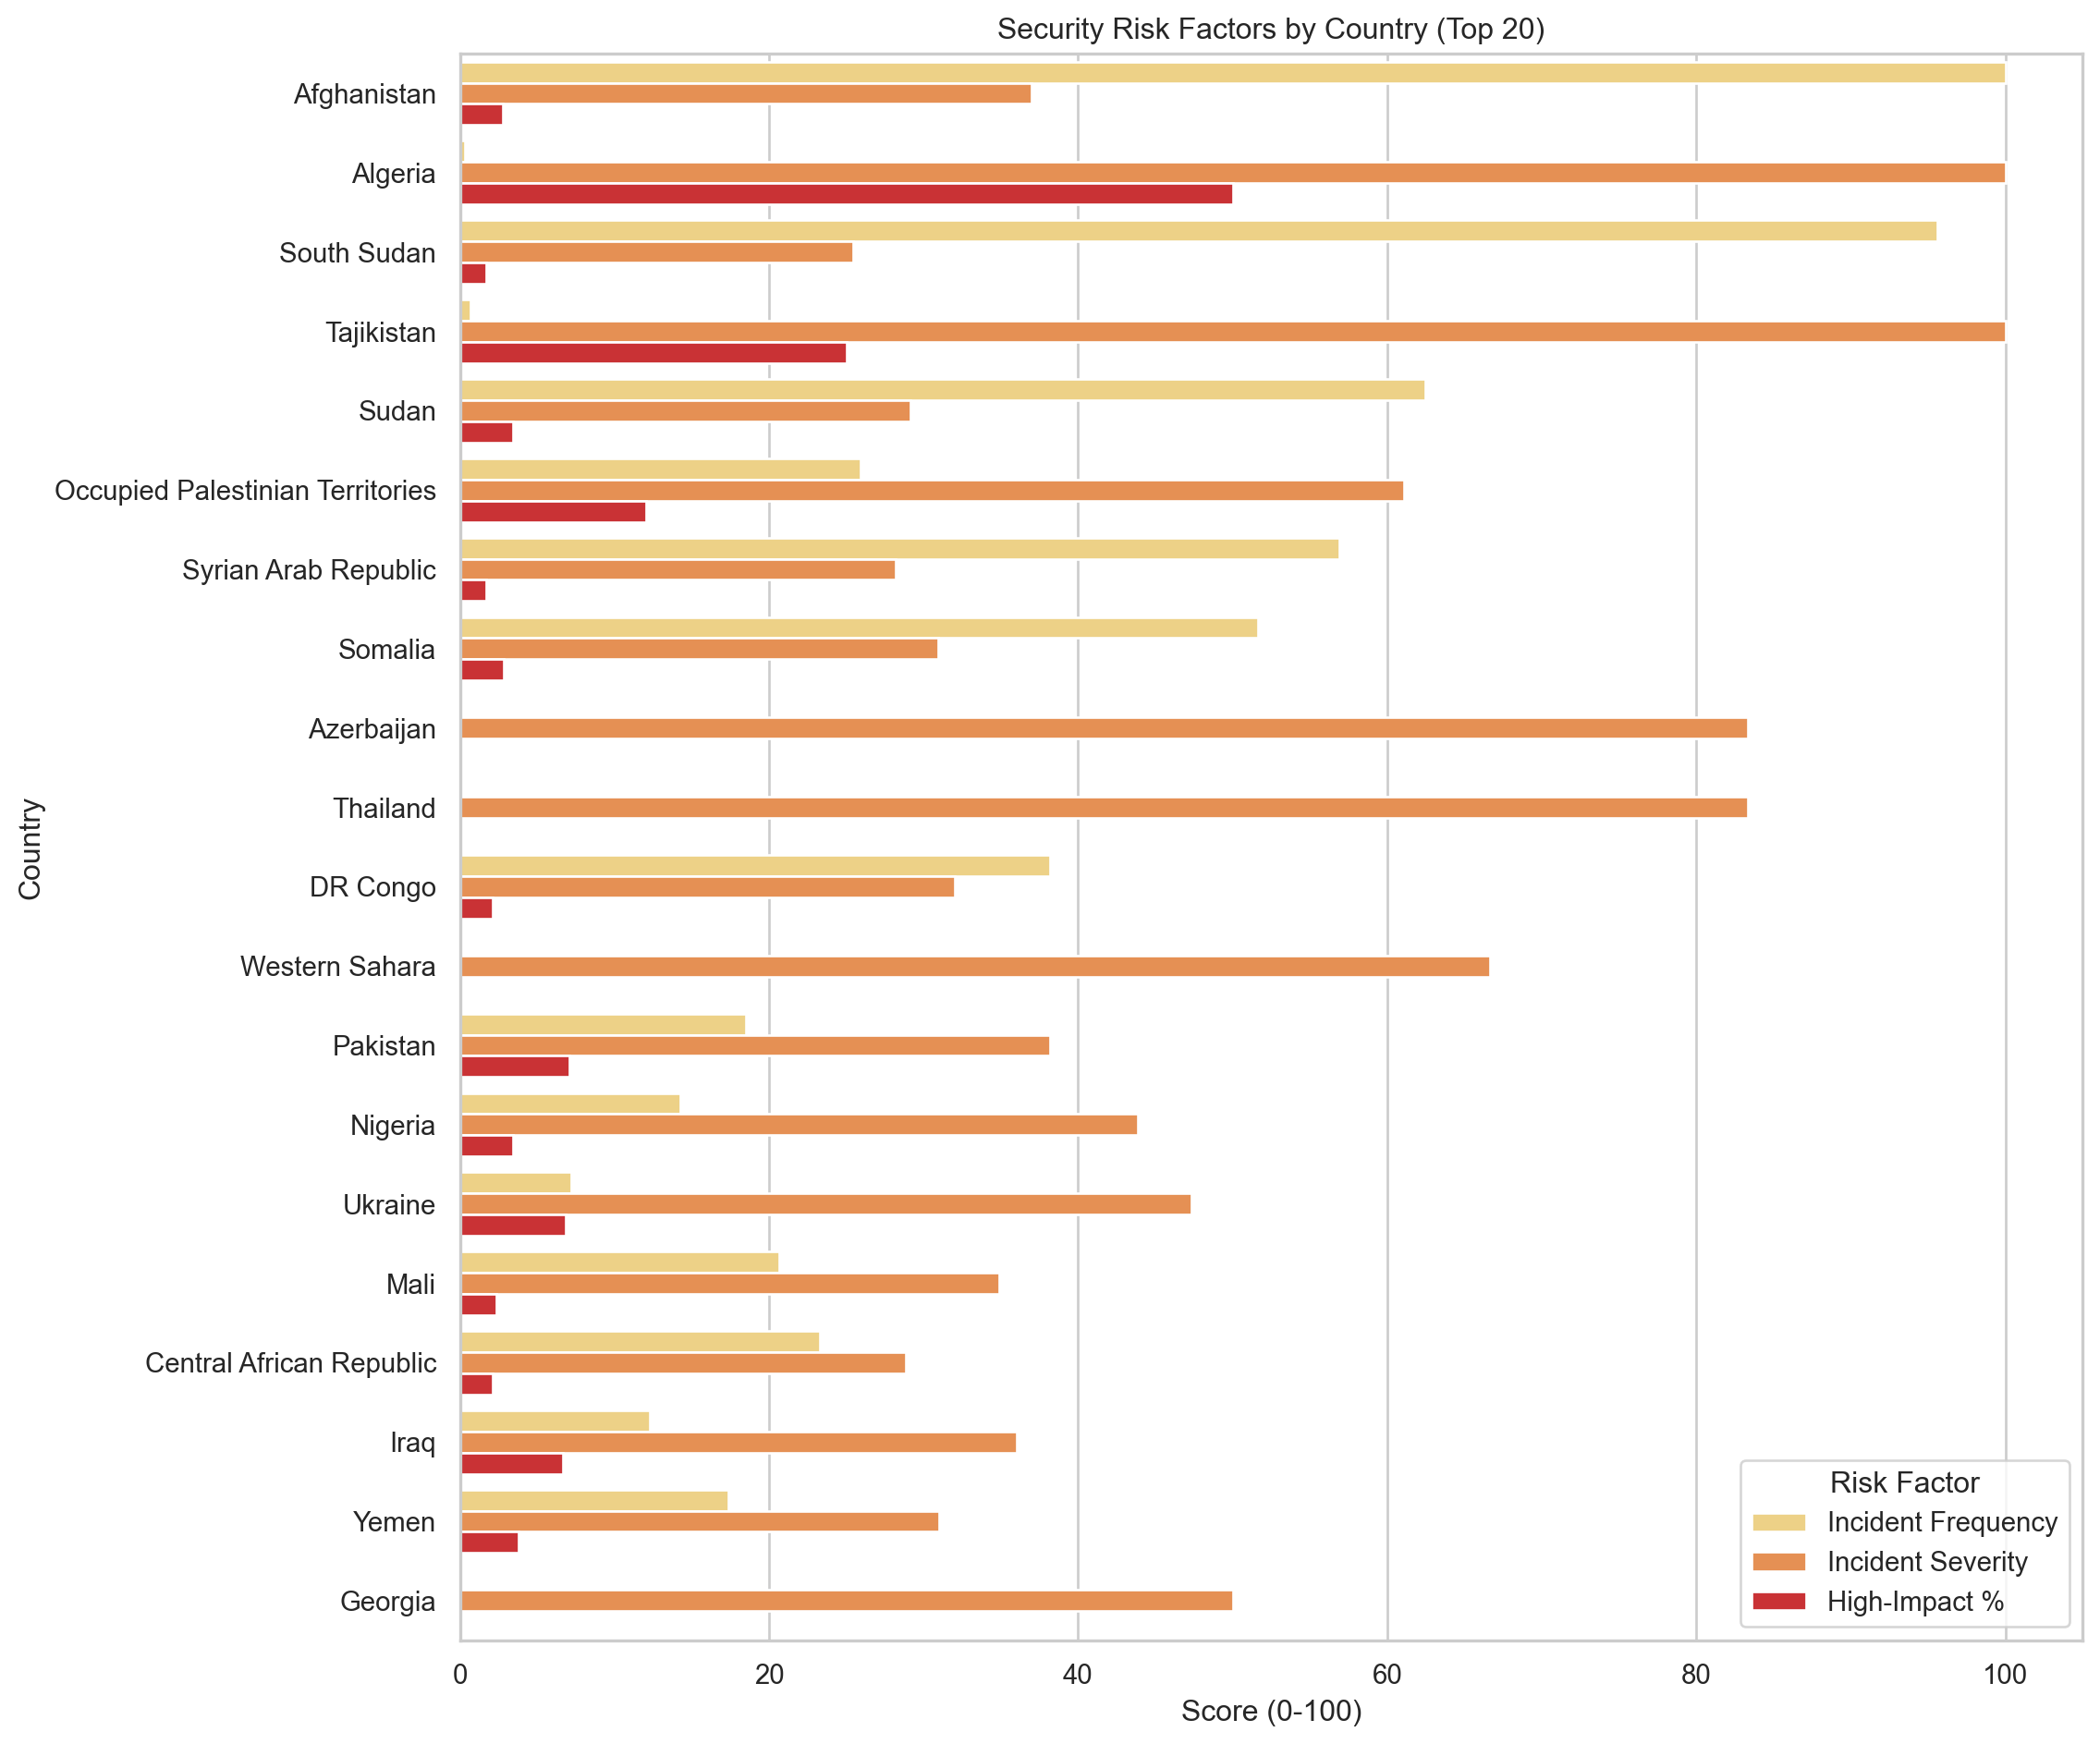 Security Risk Factors by Country (Top 20)
Afghanistan
Algeria
South Sudan
Tajikistan
Sudan
Occupied Palestinian Territories
Syrian Arab Republic
Somalia
Azerbaijan
Thailand
DR Congo
Western Sahara
Pakistan
Nigeria
Ukraine
Mali
Central African Republic
Iraq
Yemen
Georgia
Country
0 20 40 60 80 100
Score (0-100)
Risk Factor
Incident Frequency
Incident Severity
High-Impact %